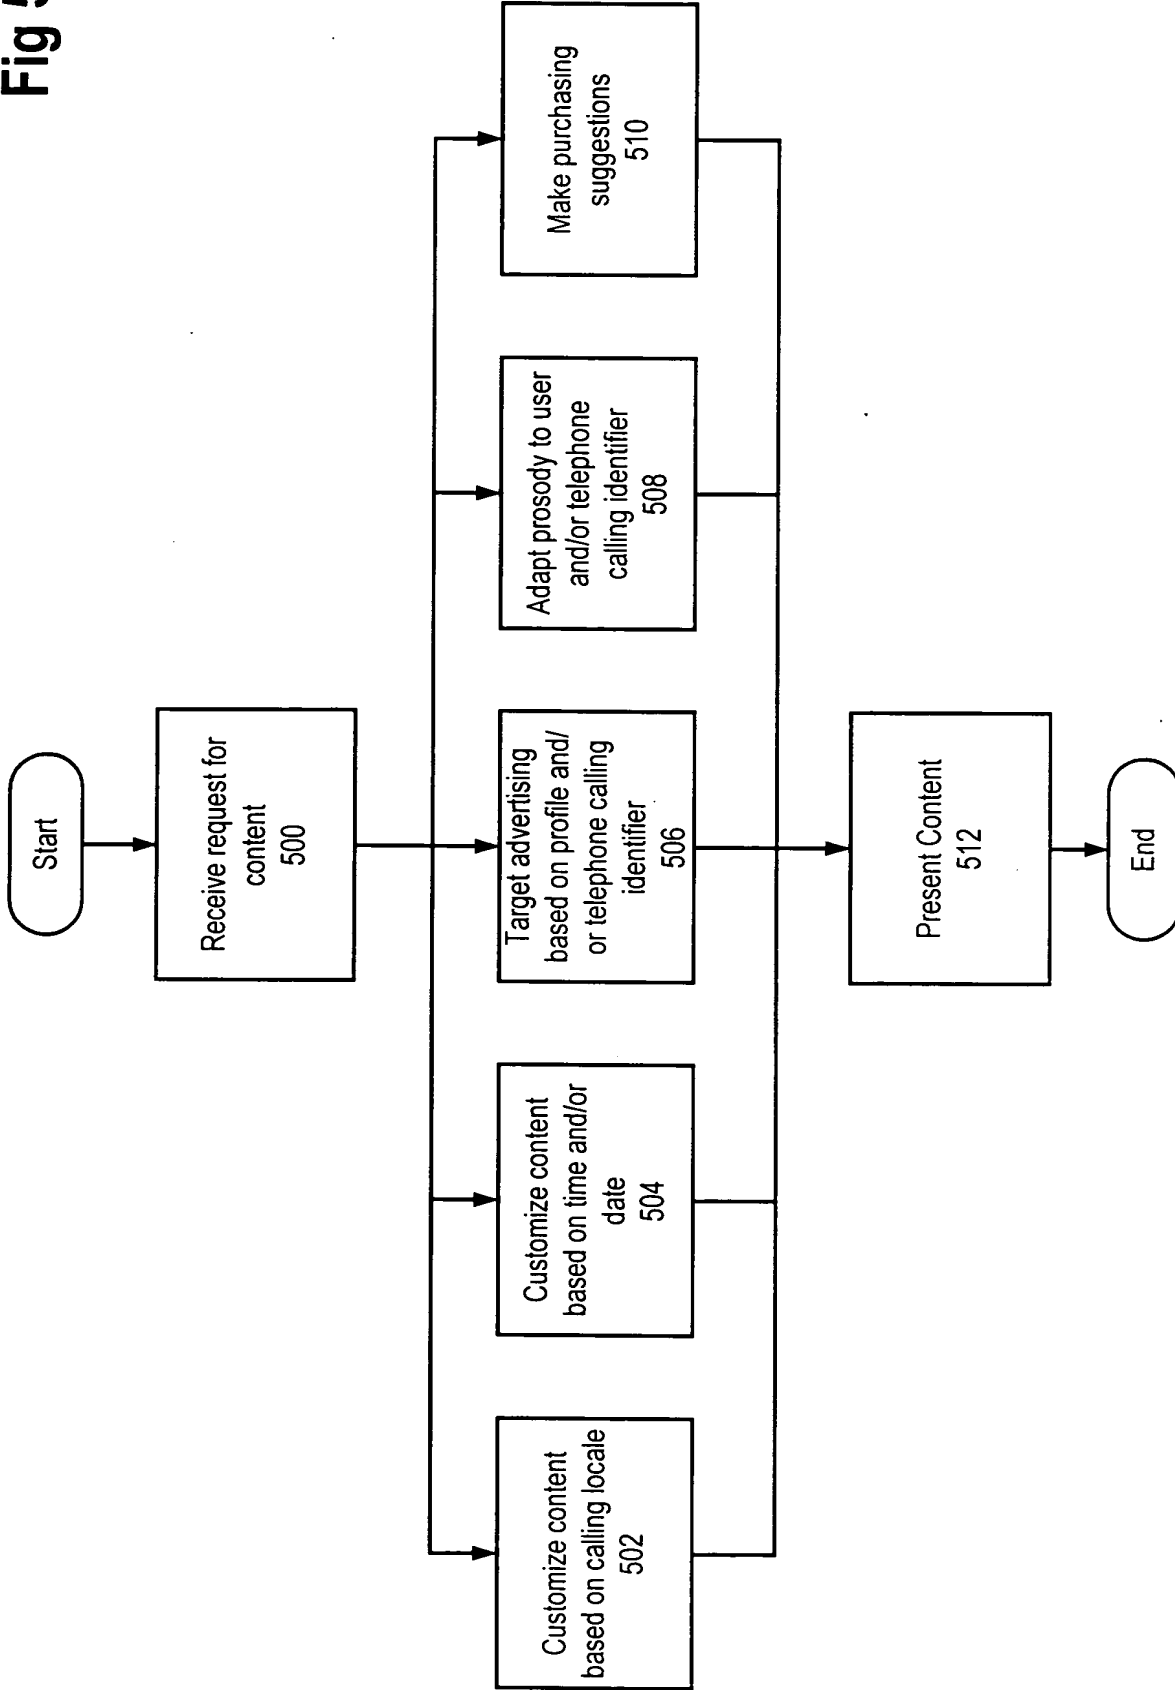 Fig 5
Start
Receive request for
content
500
Customize content
based on calling locale
502
Customize content
based on time and/or
date
504
Target advertising
based on profile and/
or telephone calling
identifier
506
Adapt prosody to user
and/or telephone
calling identifier
508
Make purchasing
suggestions
510
Present Content
512
End